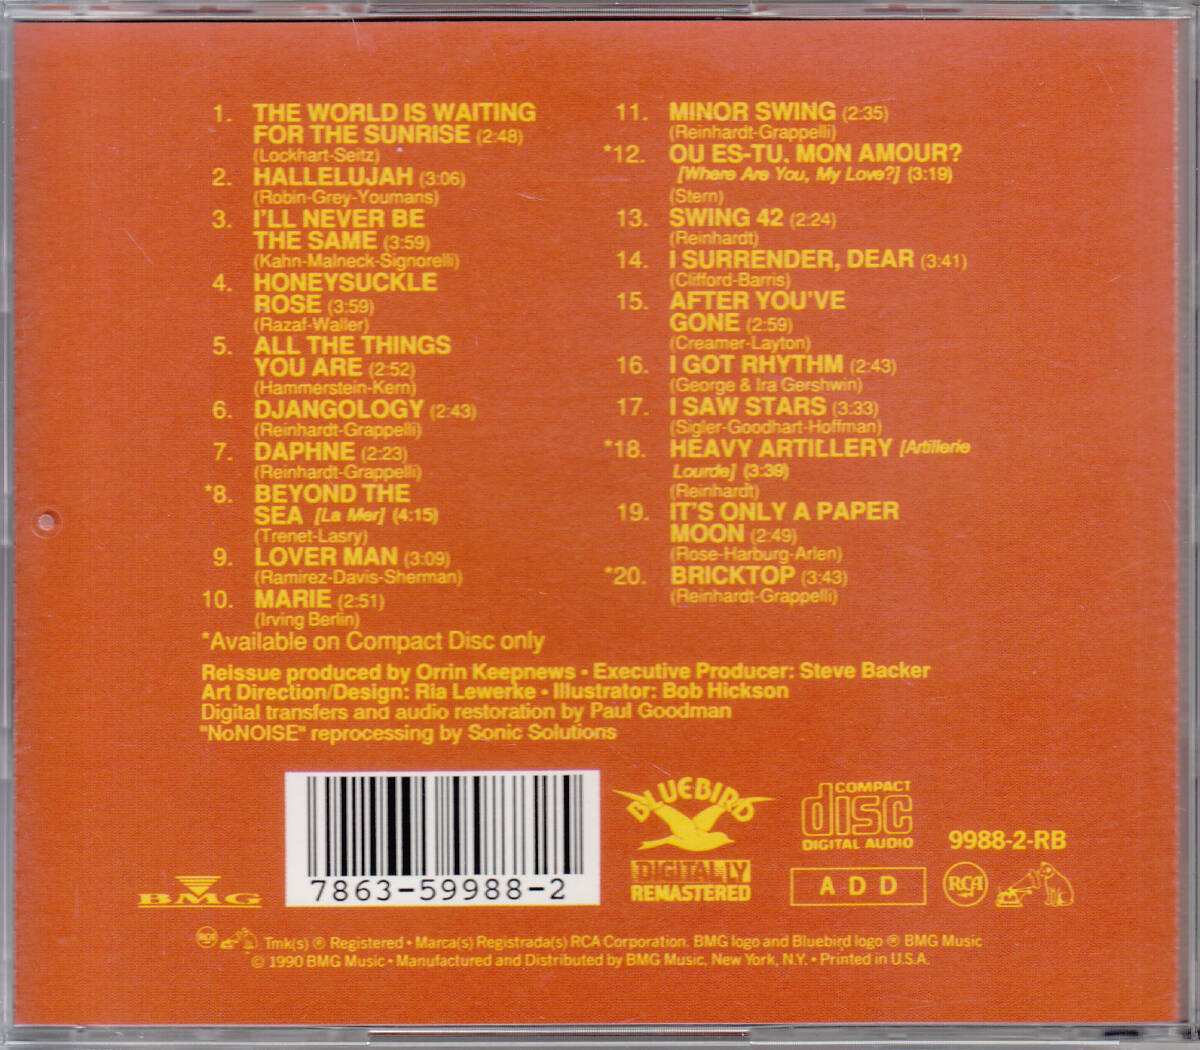 1. THE WORLD IS WAITING
FOR THE SUNRISE (2:48)
(Lockhart-Seitz)
2. HALLELUJAH (3:06)
(Robin-Grey-Youmans)
3. I'LL NEVER BE
THE SAME (3:59)
(Kahn-Malneck-Signorelli)
4. HONEYSUCKLE
ROSE (3:59)
(Razaf-Waller)
5. ALL THE THINGS
YOU ARE (2:52)
(Hammerstein-Kern)
6. DJANGOLOGY (2:43)
(Reinhardt-Grappelli)
7. DAPHNE (2:23)
(Reinhardt-Grappelli)
*8. BEYOND THE
SEA [La Mer] (4:15)
(Trenet-Lasry)
9. LOVER MAN (3:09)
(Ramirez-Davis-Sherman)
10. MARIE (2:51)
(Irving Berlin)
11. MINOR SWING (2:35)
(Reinhardt-Grappelli)
*12. OU ES-TU. MON AMOUR?
[Where Are You, My Love?] (3:19)
(Stern)
13. SWING 42 (2:24)
(Reinhardt)
14. I SURRENDER, DEAR (3:41)
(Clifford-Barris)
15. AFTER YOU'VE
GONE (2:59)
(Creamer-Layton)
16. I GOT RHYTHM (2:43)
(George & Ira Gershwin)
17. I SAW STARS (3:33)
(Sigler-Goodhart-Hoffman)
*18. HEAVY ARTILLERY [Artillerie
Lourde] (3:39)
(Reinhardt)
19. IT'S ONLY A PAPER
MOON (2:49)
(Rose-Harburg-Arlen)
*20. BRICKTOP (3:43)
(Reinhardt-Grappelli)
*Available on Compact Disc only
Reissue produced by Orrin Keepnews • Executive Producer: Steve Backer
Art Direction/Design: Ria Lewerke • Illustrator: Bob Hickson
Digital transfers and audio restoration by Paul Goodman
"NoNOISE" reprocessing by Sonic Solutions
7863-59988-2
BMG
BLUEBIRD
DIGITALLY
REMASTERED
COMPACT
disc
DIGITAL AUDIO
ADD
9988-2-RB
RCA
RCA Tmk(s) ® Registered • Marca(s) Registrada(s) RCA Corporation. BMG logo and Bluebird logo ® BMG Music
© 1990 BMG Music • Manufactured and Distributed by BMG Music, New York, N.Y. • Printed in U.S.A.